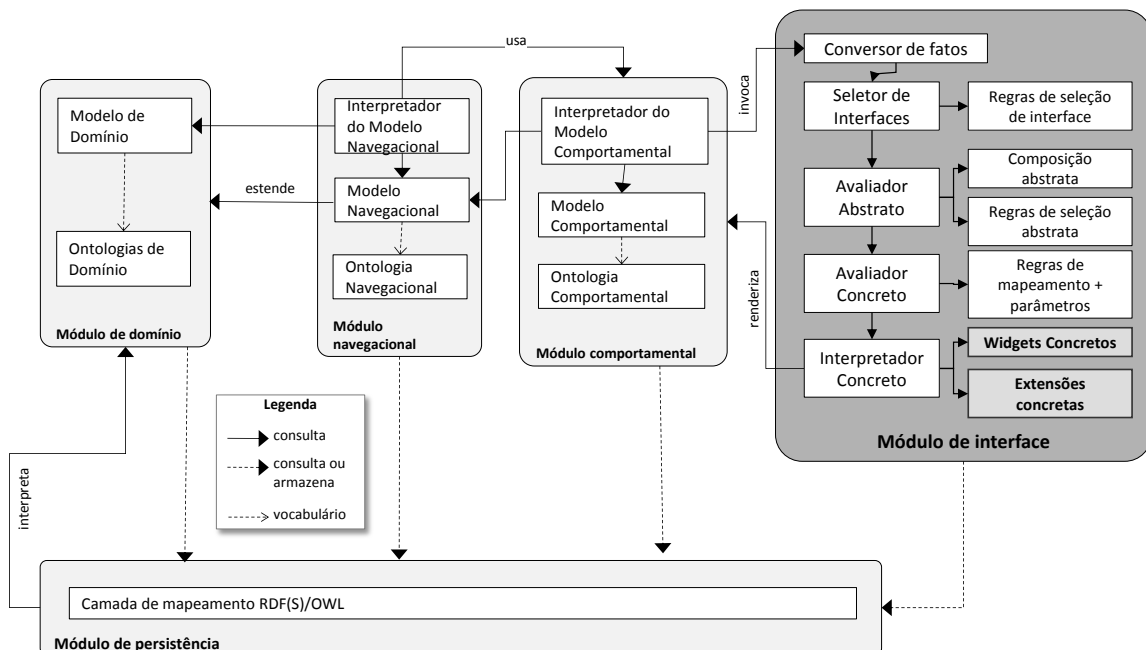 usa
invoca
Conversor de fatos
Seletor de
Interfaces
Regras de seleção
de interface
Avaliador
Abstrato
Composição
abstrata
Regras de seleção
abstrata
Avaliador
Concreto
Regras de
mapeamento +
parâmetros
Interpretador
Concreto
Widgets Concretos
Extensões
concretas
Módulo de interface
Modelo de
Domínio
Ontologias de
Domínio
Módulo de domínio
estende
Interpretador
do Modelo
Navegacional
Modelo
Navegacional
Ontologia
Navegacional
Módulo
navegacional
Interpretador do
Modelo
Comportamental
Modelo
Comportamental
Ontologia
Comportamental
Módulo comportamental
renderiza
Legenda
consulta
consulta ou
armazena
vocabulário
interpreta
Camada de mapeamento RDF(S)/OWL
Módulo de persistência